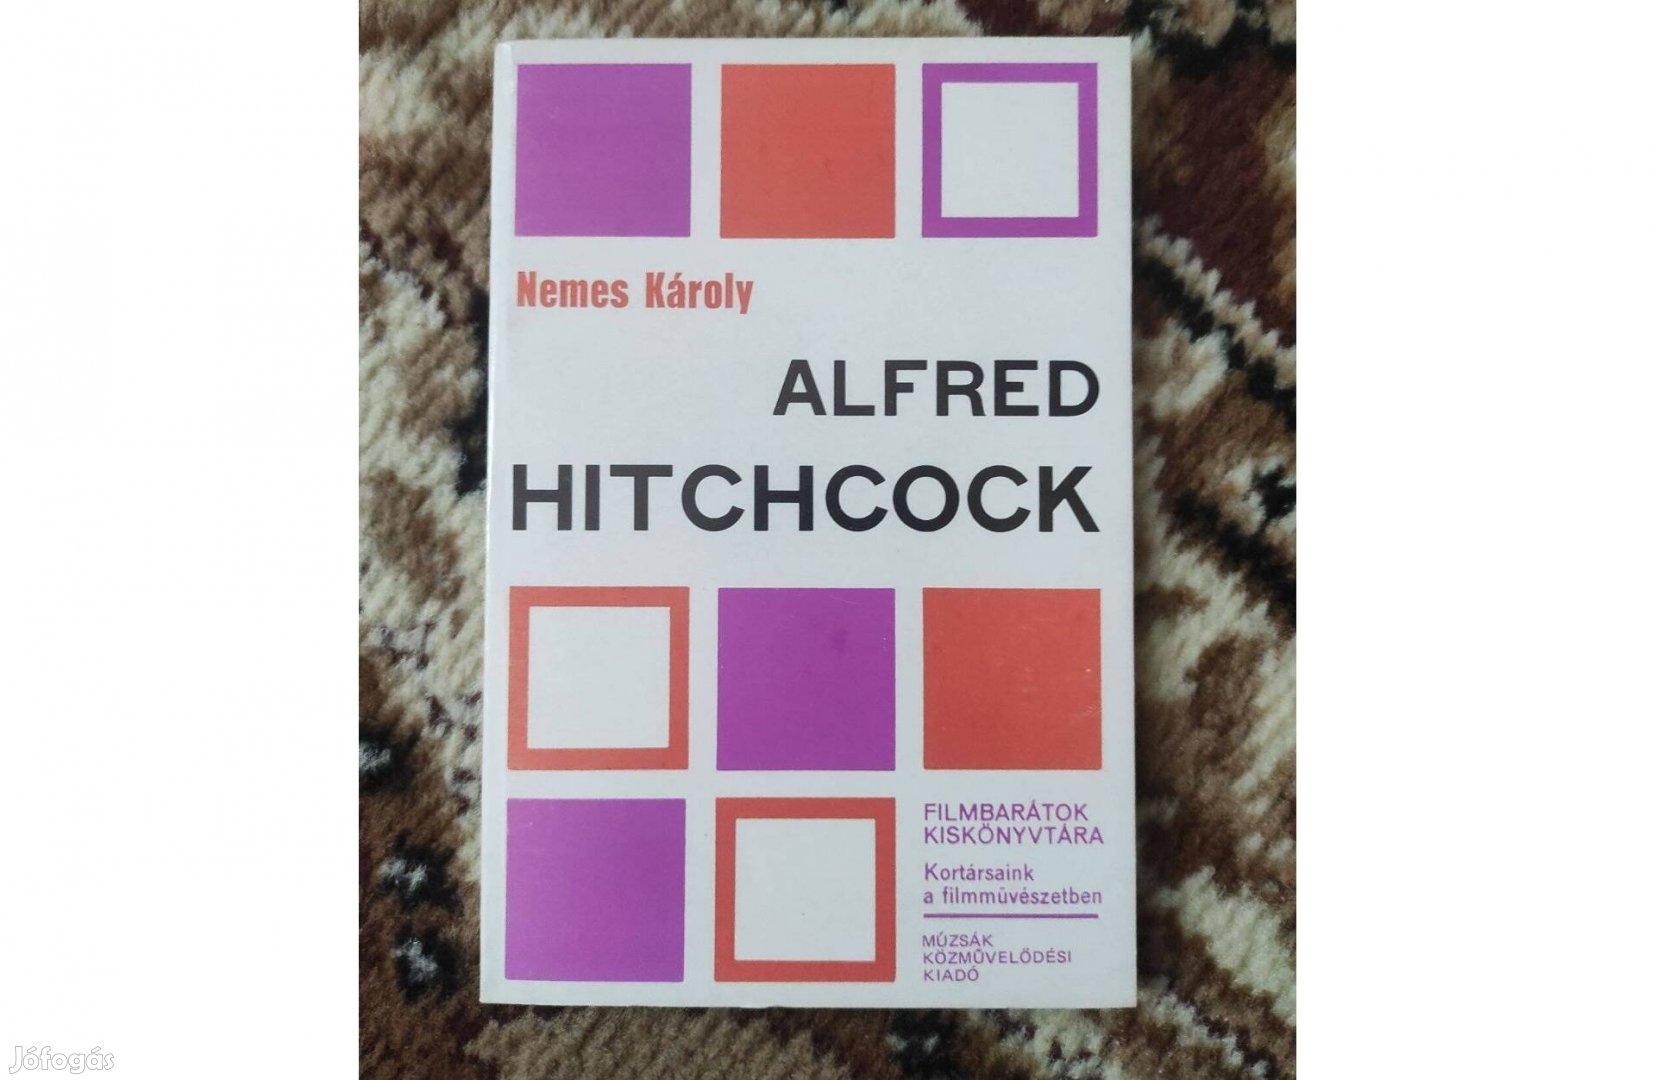 Nemes Károly
ALFRED
HITCHCOCK
FILMBARÁTOK
KISKÖNYVTÁRA
Kortársaink
a filmművészetben
MÚZSÁK
KÖZMŰVELŐDÉSI
KIADÓ
Jófogás